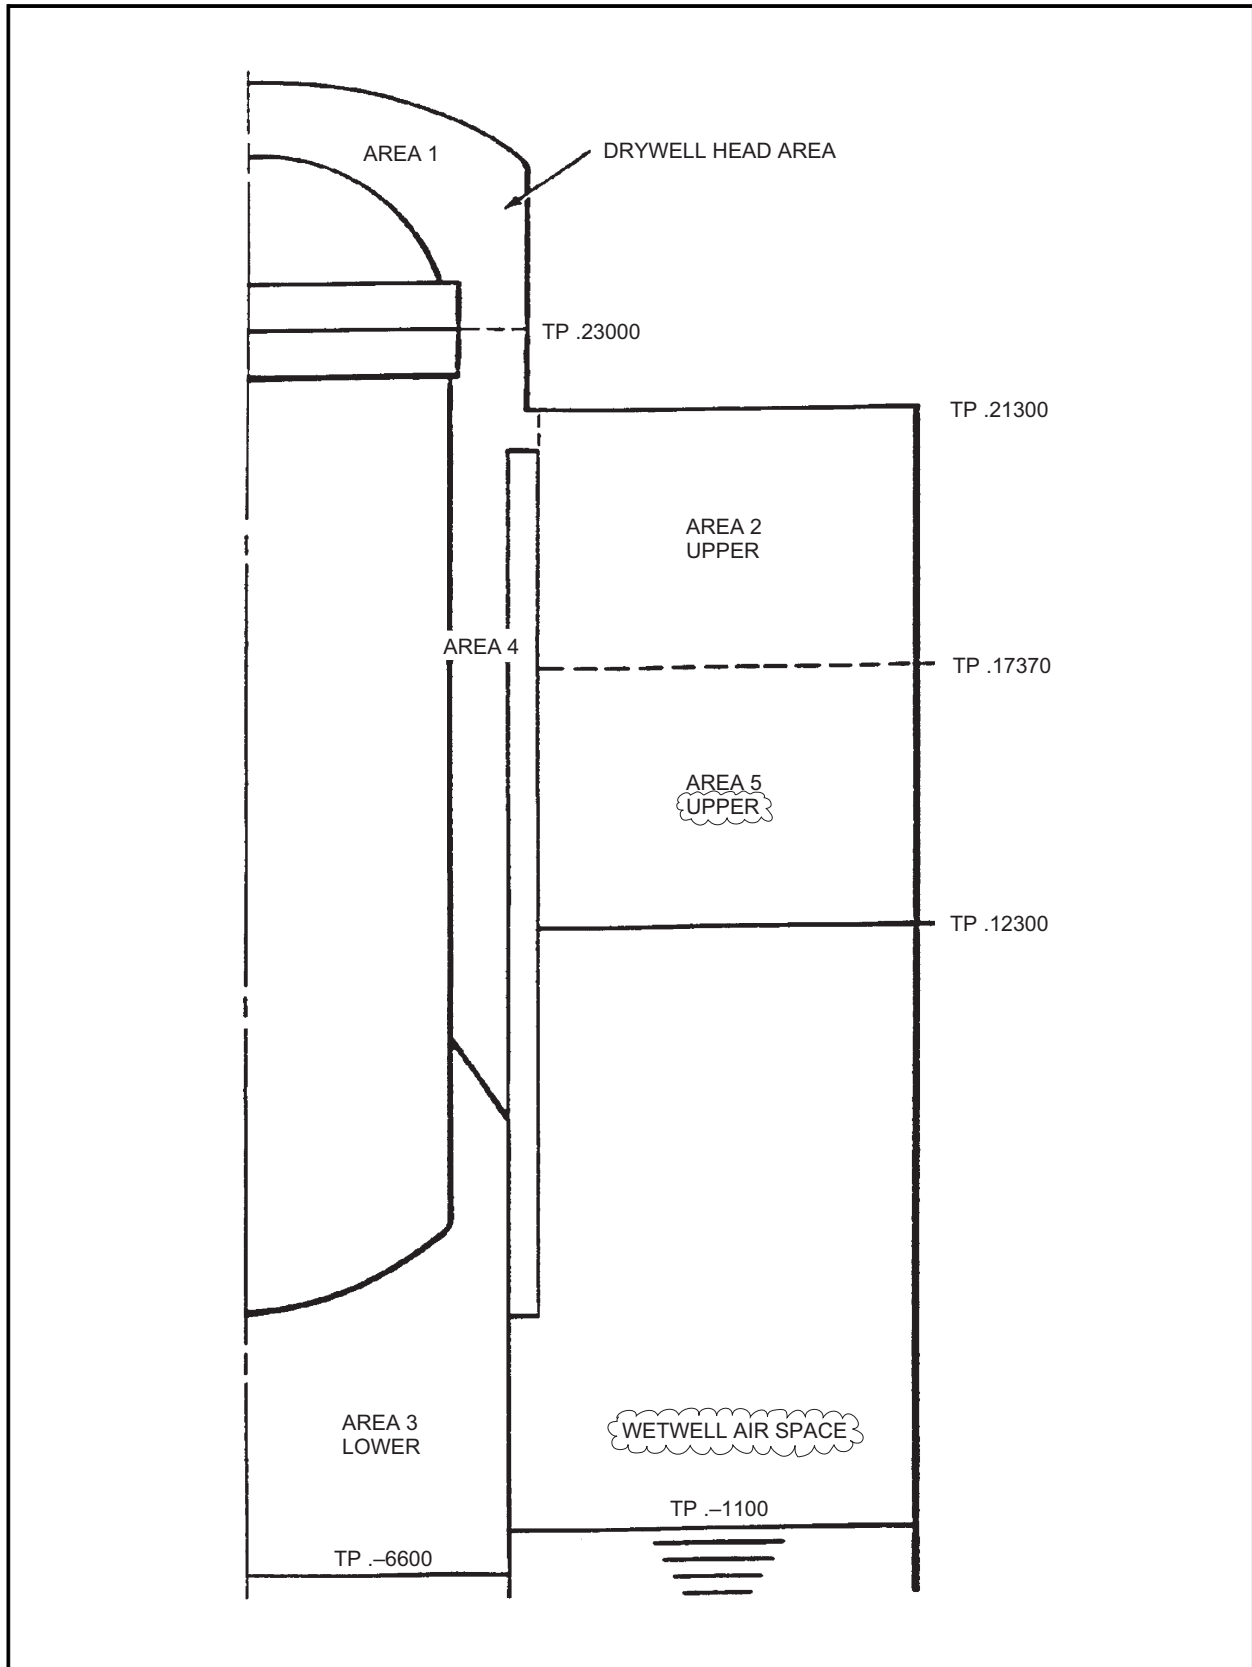 AREA 1
DRYWELL HEAD AREA
TP .23000
TP .21300
AREA 2
UPPER
AREA 4
TP .17370
AREA 5
UPPER
TP .12300
AREA 3
LOWER
WETWELL AIR SPACE
TP .–1100
TP .–6600